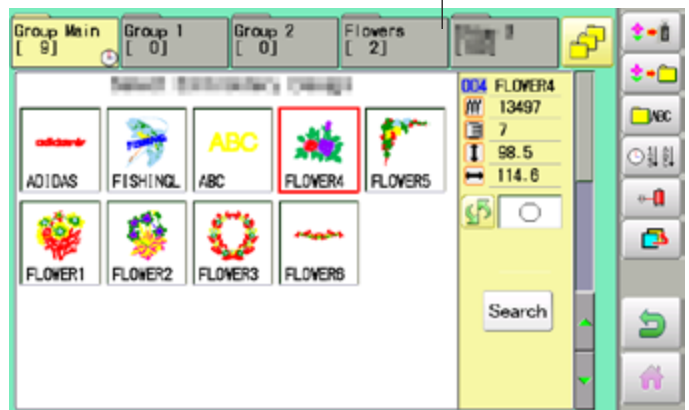 Group Main
[ 9]
Group 1
[ 0]
Group 2
[ 0]
Flowers
[ 2]
004 FLOWER4
13497
7
98.5
114.6
ABC
ADIDAS
FISHINGL
ABC
ABC
FLOWER4
FLOWER5
FLOWER1
FLOWER2
FLOWER3
FLOWER6
Search